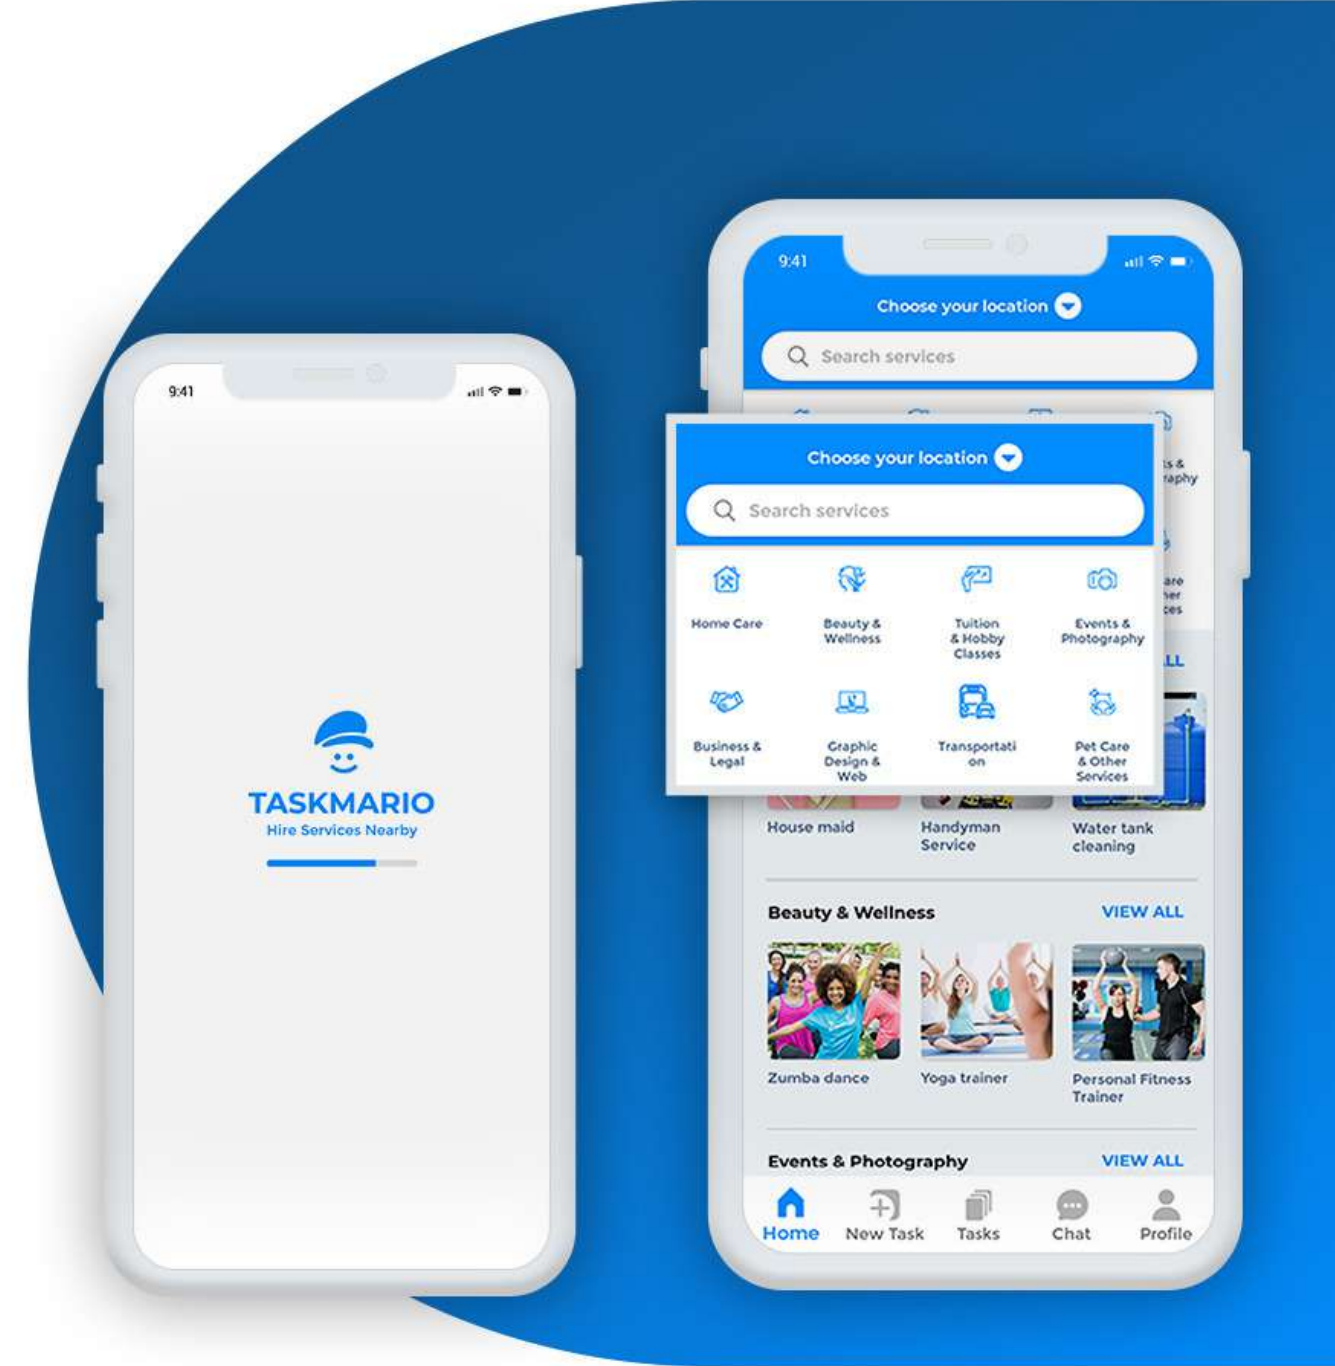 9:41
TASKMARIO
Hire Services Nearby
9:41
Choose your location
Search services
Choose your location
Search services
Home Care
Beauty &
Wellness
Tuition
& Hobby
Classes
Events &
Photography
Business &
Legal
Graphic
Design &
Web
Transportati
on
Pet Care
& Other
Services
House maid
Handyman
Service
Water tank
cleaning
Beauty & Wellness
VIEW ALL
Zumba dance
Yoga trainer
Personal Fitness
Trainer
Events & Photography
VIEW ALL
Home
New Task
Tasks
Chat
Profile